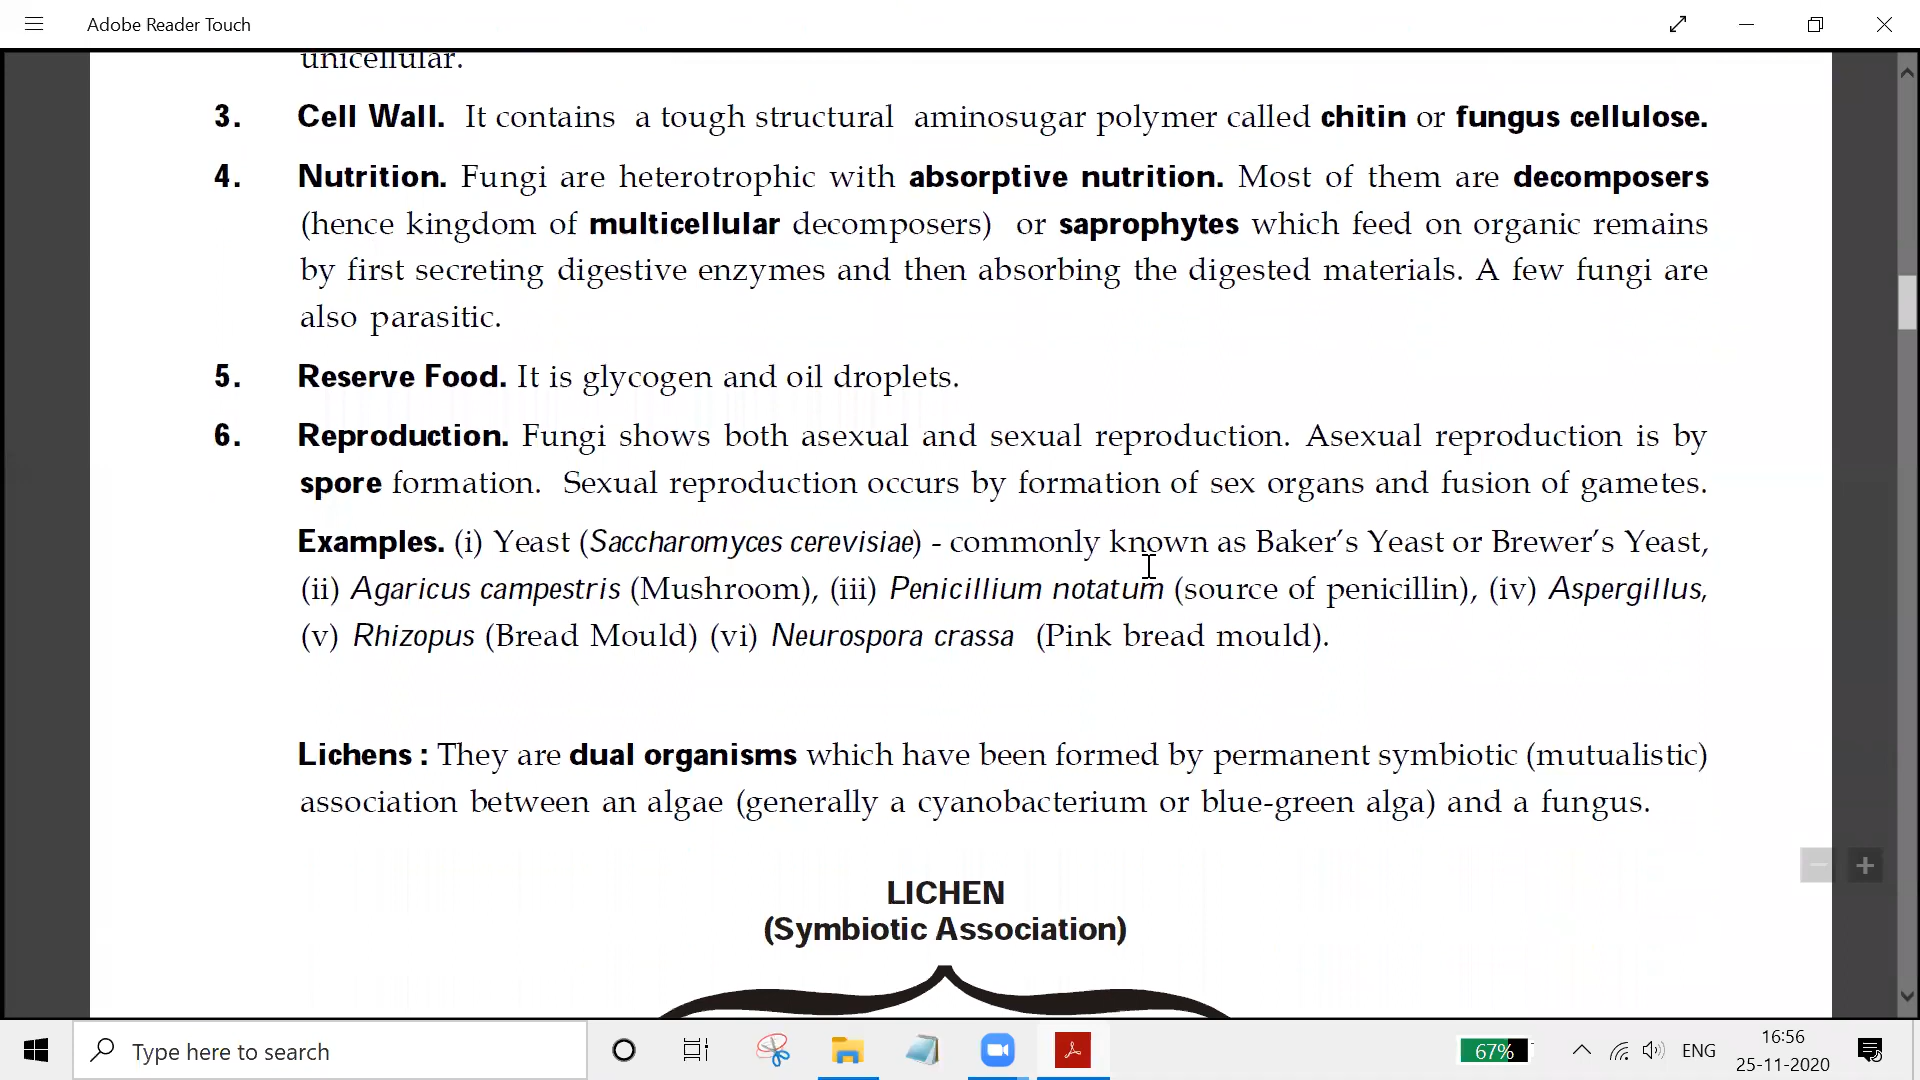 Adobe Reader Touch
unicellular.
3. Cell Wall. It contains a tough structural aminosugar polymer called chitin or fungus cellulose.
4. Nutrition. Fungi are heterotrophic with absorptive nutrition. Most of them are decomposers
(hence kingdom of multicellular decomposers) or saprophytes which feed on organic remains
by first secreting digestive enzymes and then absorbing the digested materials. A few fungi are
also parasitic.
5. Reserve Food. It is glycogen and oil droplets.
6. Reproduction. Fungi shows both asexual and sexual reproduction. Asexual reproduction is by
spore formation. Sexual reproduction occurs by formation of sex organs and fusion of gametes.
Examples. (i) Yeast (Saccharomyces cerevisiae) - commonly known as Baker's Yeast or Brewer's Yeast,
(ii) Agaricus campestris (Mushroom), (iii) Penicillium notatum (source of penicillin), (iv) Aspergillus,
(v) Rhizopus (Bread Mould) (vi) Neurospora crassa (Pink bread mould).
Lichens : They are dual organisms which have been formed by permanent symbiotic (mutualistic)
association between an algae (generally a cyanobacterium or blue-green alga) and a fungus.
LICHEN
(Symbiotic Association)
Type here to search
67%
ENG
16:56
25-11-2020